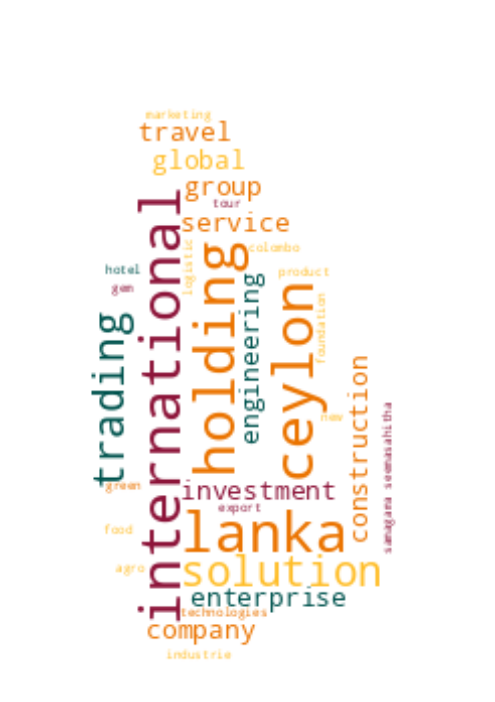 marketing
travel
global
group
tour
service
colombo
international
holding
logistic
hotel
gem
product
engineering
ceylon
foundation
trading
construction
new
samagama seemasahitha
green
investment
export
lanka
food
agro
solution
enterprise
technologies
company
industrie